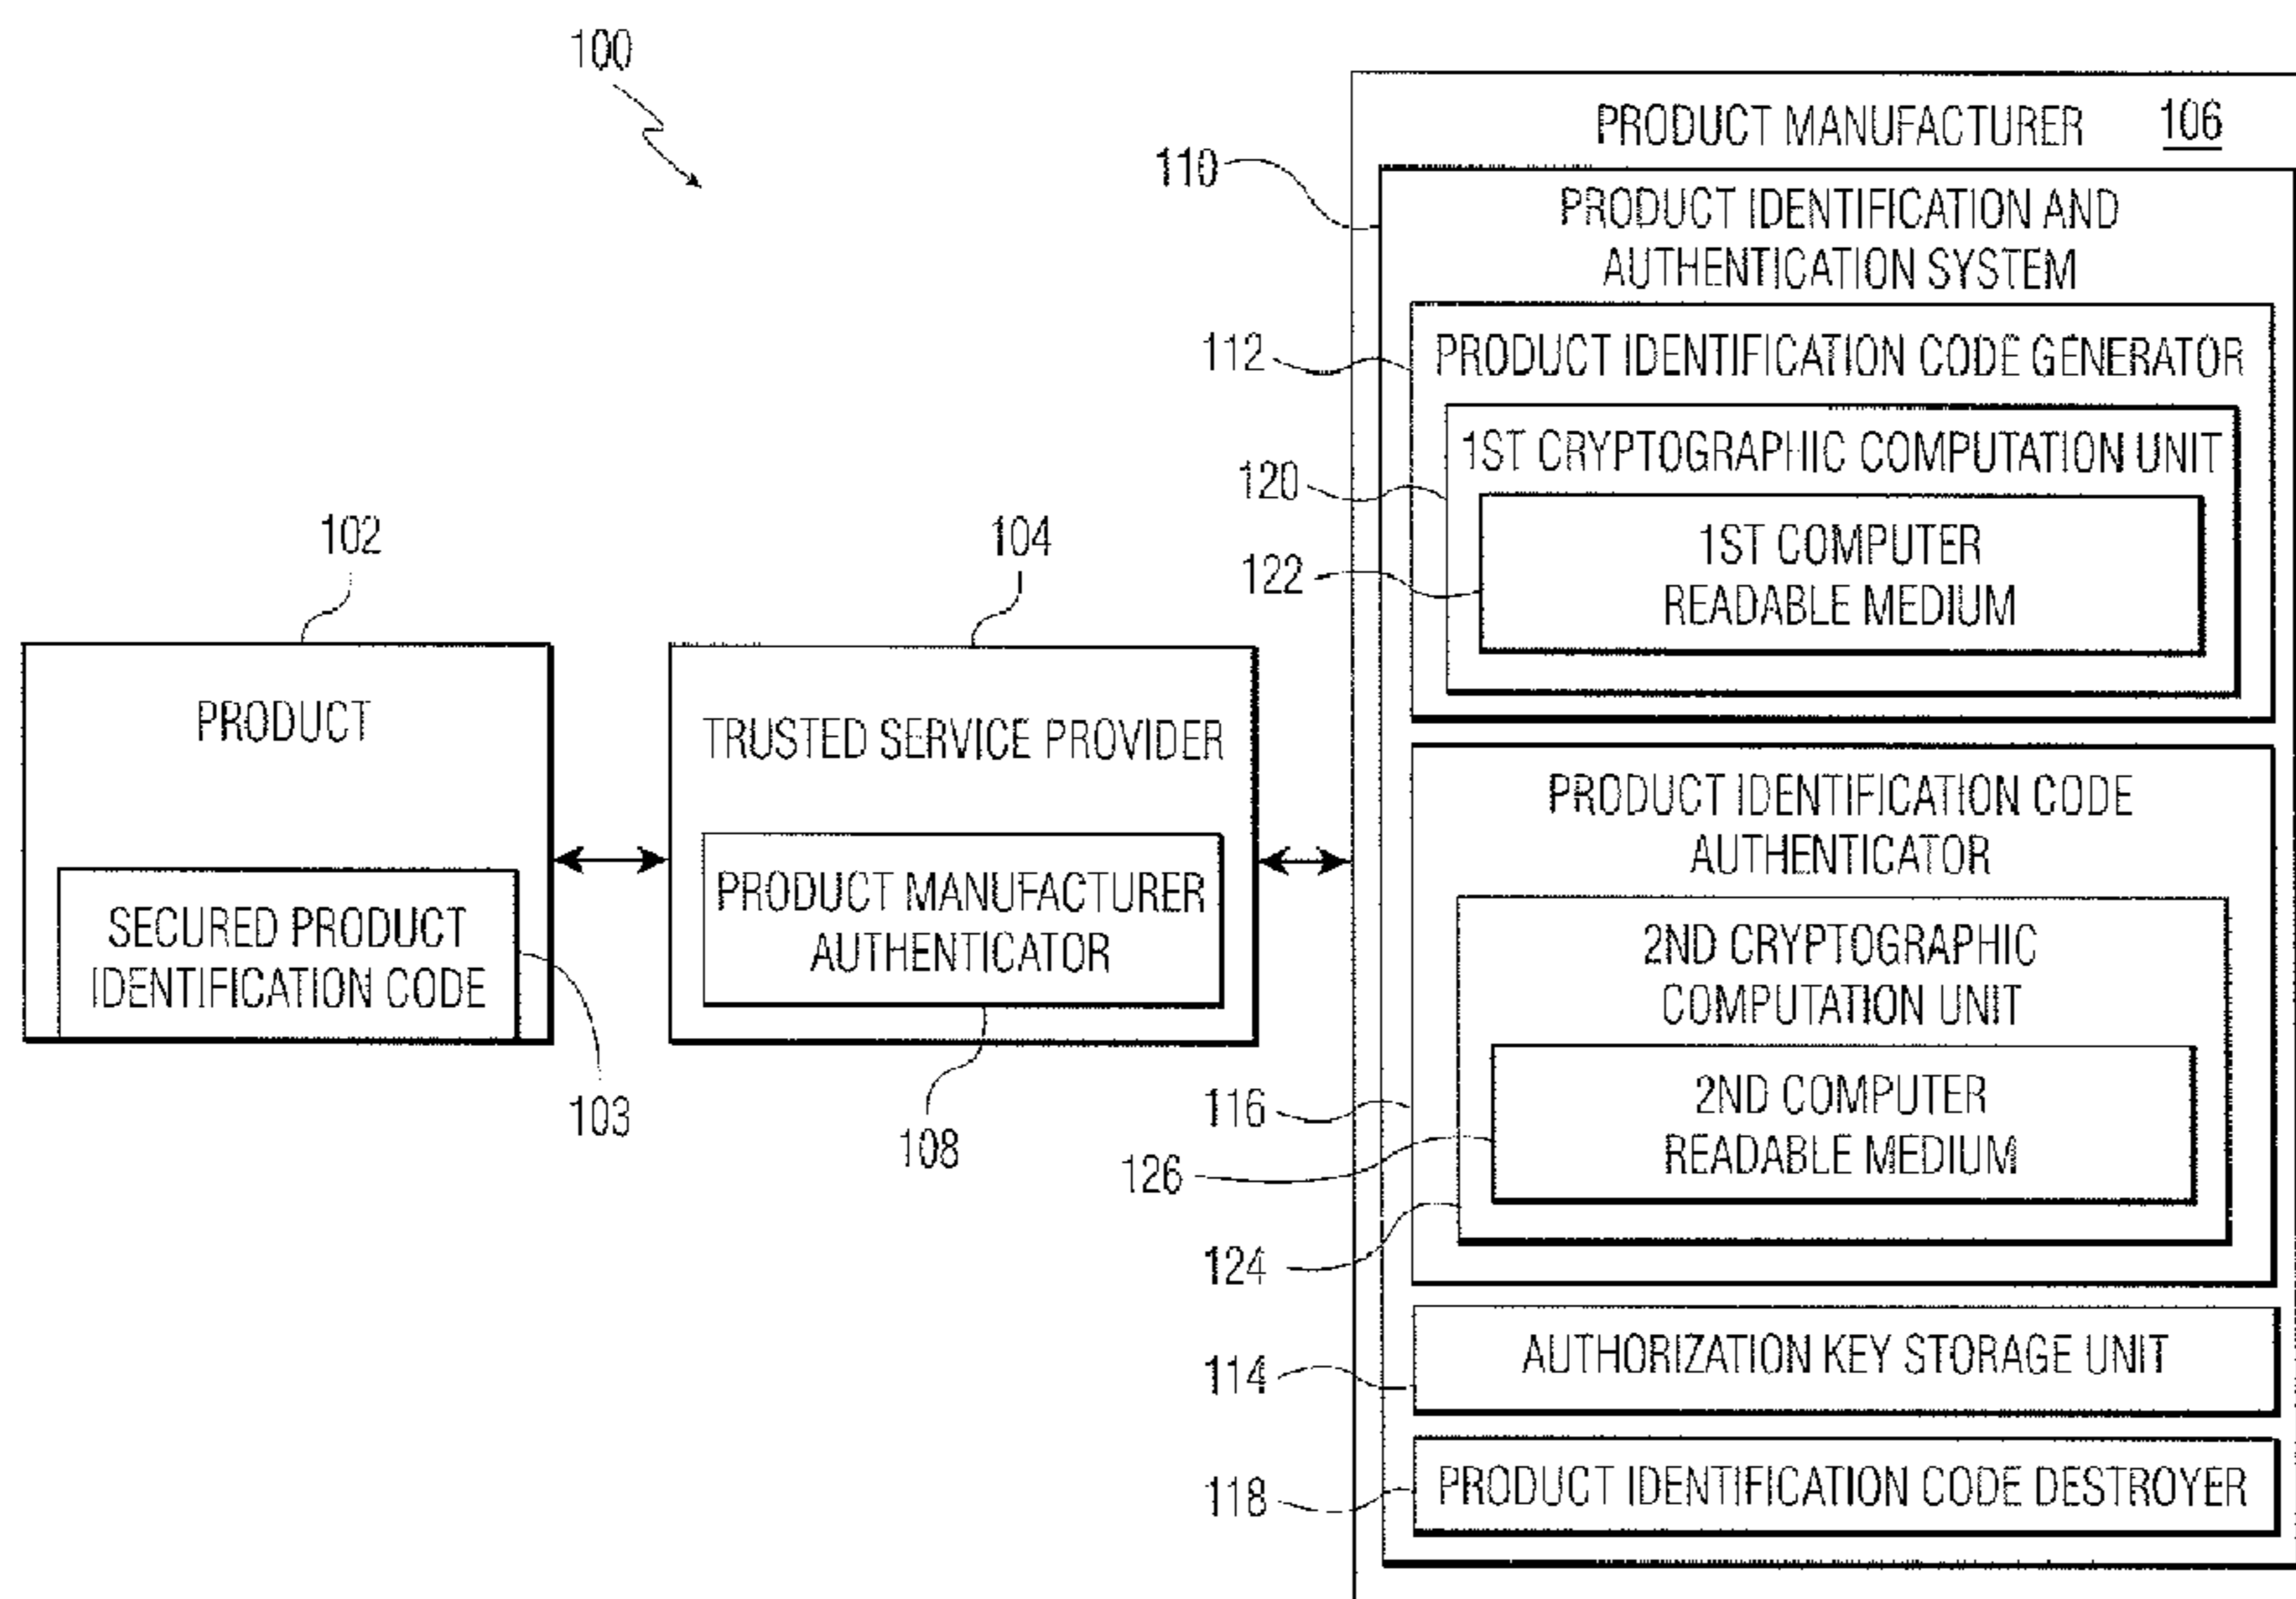 100
PRODUCT MANUFACTURER 106
110
PRODUCT IDENTIFICATION AND
AUTHENTICATION SYSTEM
112
PRODUCT IDENTIFICATION CODE GENERATOR
1ST CRYPTOGRAPHIC COMPUTATION UNIT
120
1ST COMPUTER
READABLE MEDIUM
122
102
PRODUCT
SECURED PRODUCT
IDENTIFICATION CODE
103
104
TRUSTED SERVICE PROVIDER
PRODUCT MANUFACTURER
AUTHENTICATOR
108
PRODUCT IDENTIFICATION CODE
AUTHENTICATOR
2ND CRYPTOGRAPHIC
COMPUTATION UNIT
116
2ND COMPUTER
READABLE MEDIUM
126
124
AUTHORIZATION KEY STORAGE UNIT
114
PRODUCT IDENTIFICATION CODE DESTROYER
118